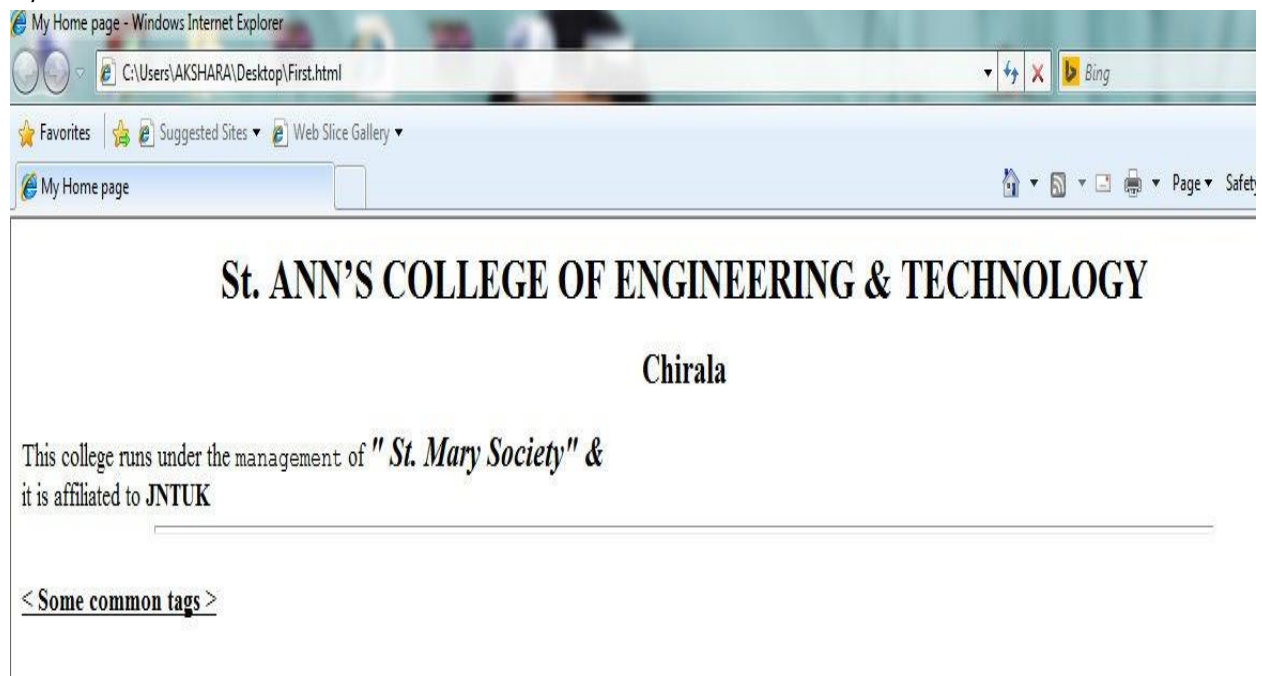 My Home page - Windows Internet Explorer
C:\Users\AKSHARA\Desktop\First.html
Bing
Favorites Suggested Sites Web Slice Gallery
My Home page
Page Safety
St. ANN’S COLLEGE OF ENGINEERING & TECHNOLOGY
Chirala
This college runs under the management of " St. Mary Society" &
it is affiliated to JNTUK
< Some common tags >